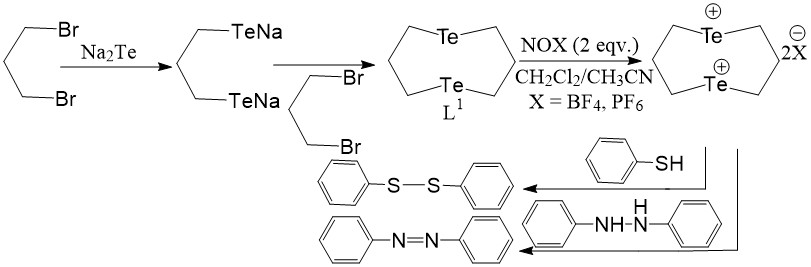 Br
Br
Na2Te
TeNa
TeNa
Br
Br
Te
Te
L1
NOX (2 eqv.)
CH2Cl2/CH3CN
X = BF4, PF6
⊕
Te
⊕
Te
⊖
2X
SH
S—S
H
NH—N
N=N